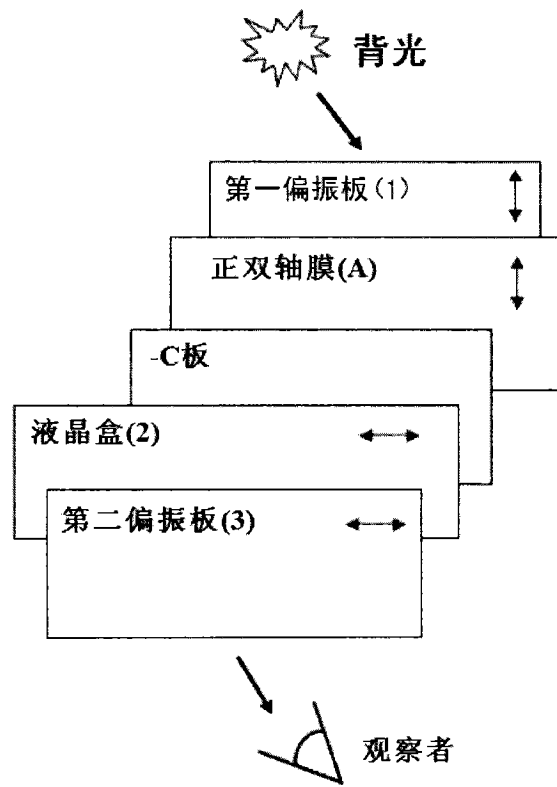 背光
第一偏振板(1)
正双轴膜(A)
-C板
液晶盒(2)
第二偏振板(3)
观察者